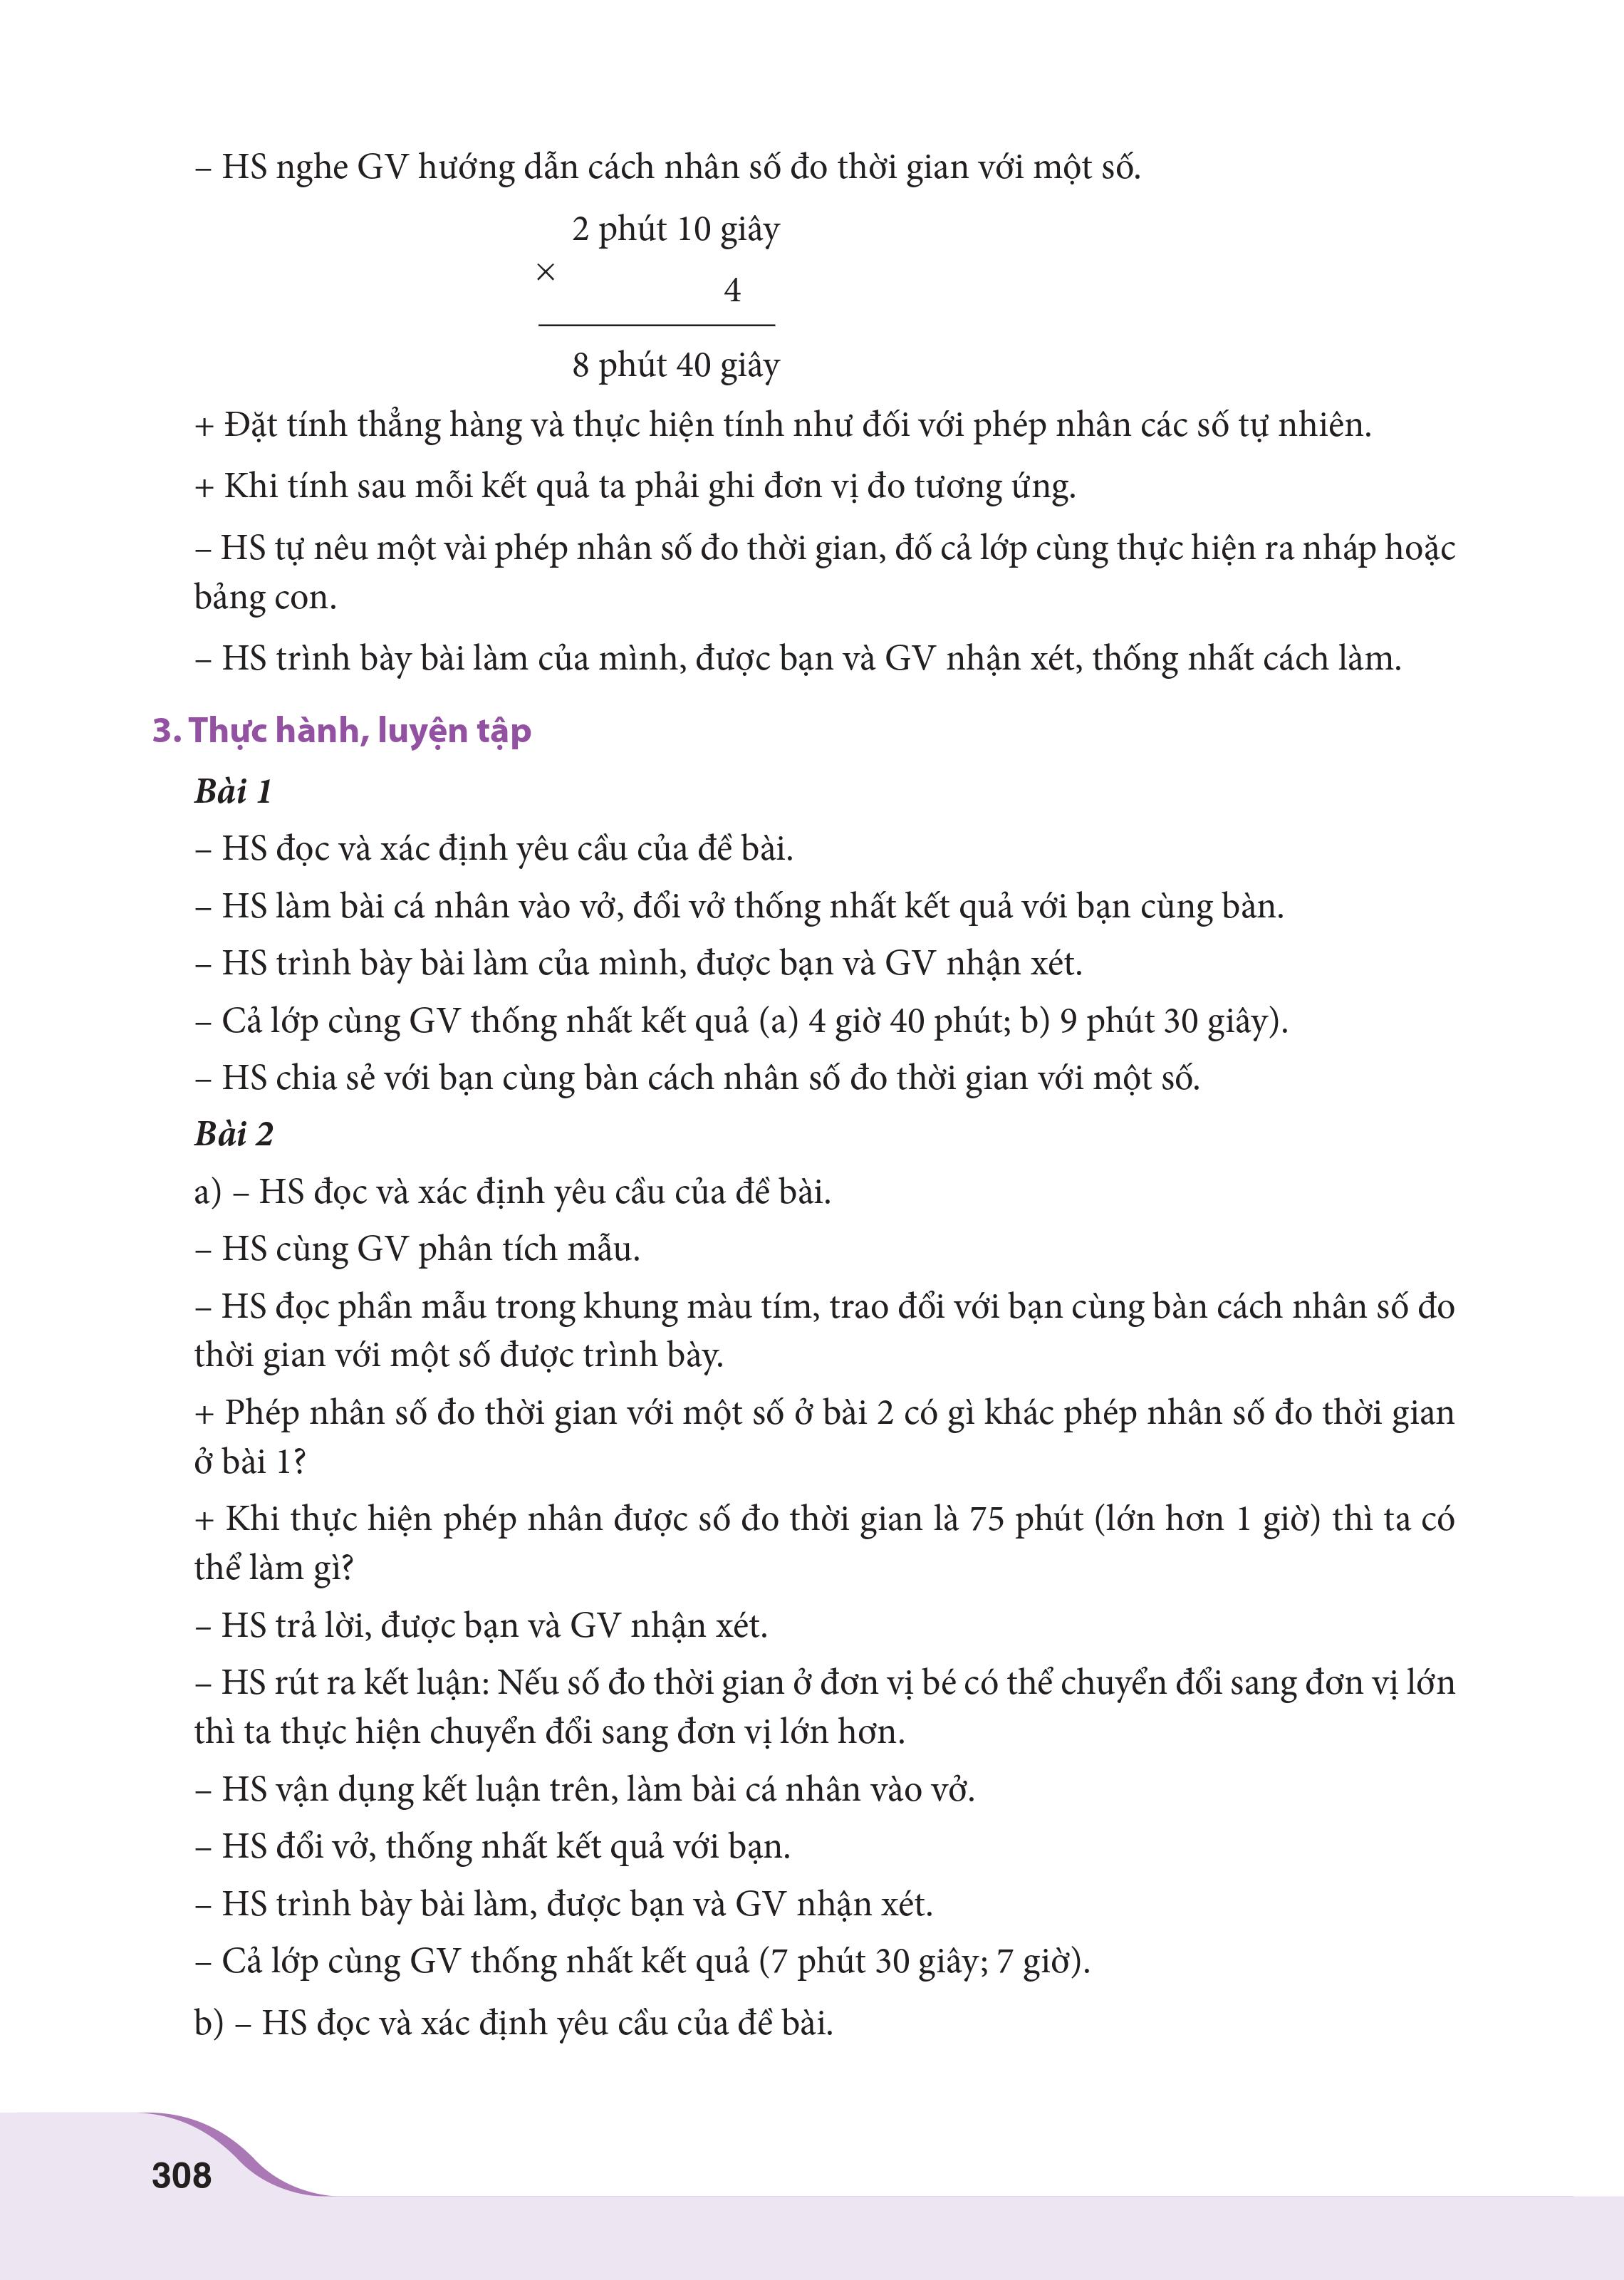 – HS nghe GV hướng dẫn cách nhân số đo thời gian với một số.
2 phút 10 giây
×
4
8 phút 40 giây
+ Đặt tính thẳng hàng và thực hiện tính như đối với phép nhân các số tự nhiên.
+ Khi tính sau mỗi kết quả ta phải ghi đơn vị đo tương ứng.
– HS tự nêu một vài phép nhân số đo thời gian, đố cả lớp cùng thực hiện ra nháp hoặc
bảng con.
– HS trình bày bài làm của mình, được bạn và GV nhận xét, thống nhất cách làm.
3. Thực hành, luyện tập
Bài 1
– HS đọc và xác định yêu cầu của đề bài.
– HS làm bài cá nhân vào vở, đổi vở thống nhất kết quả với bạn cùng bàn.
– HS trình bày bài làm của mình, được bạn và GV nhận xét.
– Cả lớp cùng GV thống nhất kết quả (a) 4 giờ 40 phút; b) 9 phút 30 giây).
– HS chia sẻ với bạn cùng bàn cách nhân số đo thời gian với một số.
Bài 2
a) – HS đọc và xác định yêu cầu của đề bài.
– HS cùng GV phân tích mẫu.
– HS đọc phần mẫu trong khung màu tím, trao đổi với bạn cùng bàn cách nhân số đo
thời gian với một số được trình bày.
+ Phép nhân số đo thời gian với một số ở bài 2 có gì khác phép nhân số đo thời gian
ở bài 1?
+ Khi thực hiện phép nhân được số đo thời gian là 75 phút (lớn hơn 1 giờ) thì ta có
thể làm gì?
– HS trả lời, được bạn và GV nhận xét.
– HS rút ra kết luận: Nếu số đo thời gian ở đơn vị bé có thể chuyển đổi sang đơn vị lớn
thì ta thực hiện chuyển đổi sang đơn vị lớn hơn.
– HS vận dụng kết luận trên, làm bài cá nhân vào vở.
– HS đổi vở, thống nhất kết quả với bạn.
– HS trình bày bài làm, được bạn và GV nhận xét.
– Cả lớp cùng GV thống nhất kết quả (7 phút 30 giây; 7 giờ).
b) – HS đọc và xác định yêu cầu của đề bài.
308